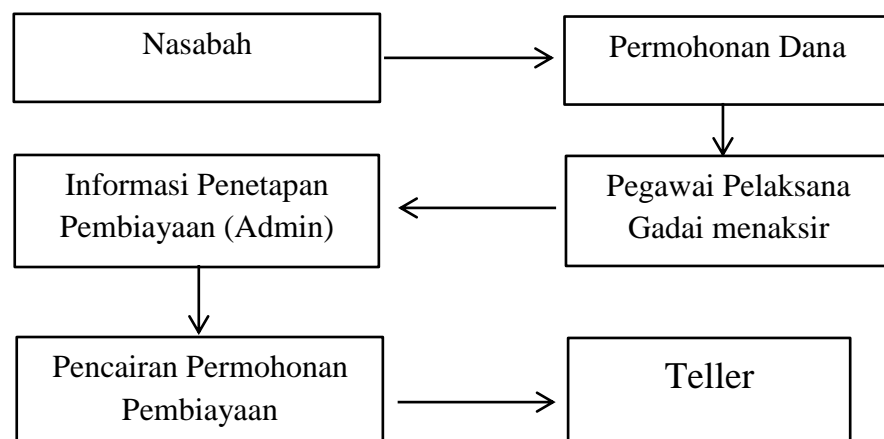 Nasabah
Permohonan Dana
Pegawai Pelaksana
Gadai menaksir
Informasi Penetapan
Pembiayaan (Admin)
Pencairan Permohonan
Pembiayaan
Teller